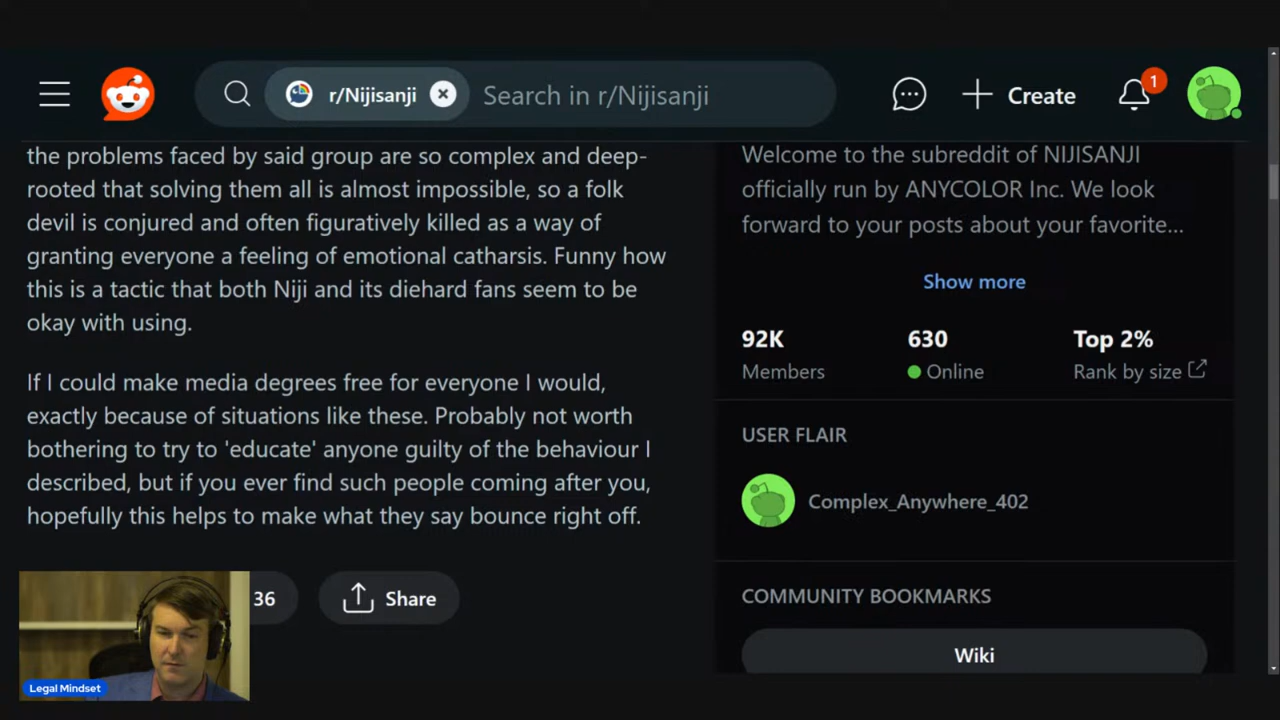 r/Nijisanji
Search in r/Nijisanji
Create
1
the problems faced by said group are so complex and deep-
rooted that solving them all is almost impossible, so a folk
devil is conjured and often figuratively killed as a way of
granting everyone a feeling of emotional catharsis. Funny how
this is a tactic that both Niji and its diehard fans seem to be
okay with using.
If I could make media degrees free for everyone I would,
exactly because of situations like these. Probably not worth
bothering to try to 'educate' anyone guilty of the behaviour I
described, but if you ever find such people coming after you,
hopefully this helps to make what they say bounce right off.
36
Share
Legal Mindset
Welcome to the subreddit of NIJISANJI
officially run by ANYCOLOR Inc. We look
forward to your posts about your favorite...
Show more
92K
630
Top 2%
Members
Online
Rank by size
USER FLAIR
Complex_Anywhere_402
COMMUNITY BOOKMARKS
Wiki